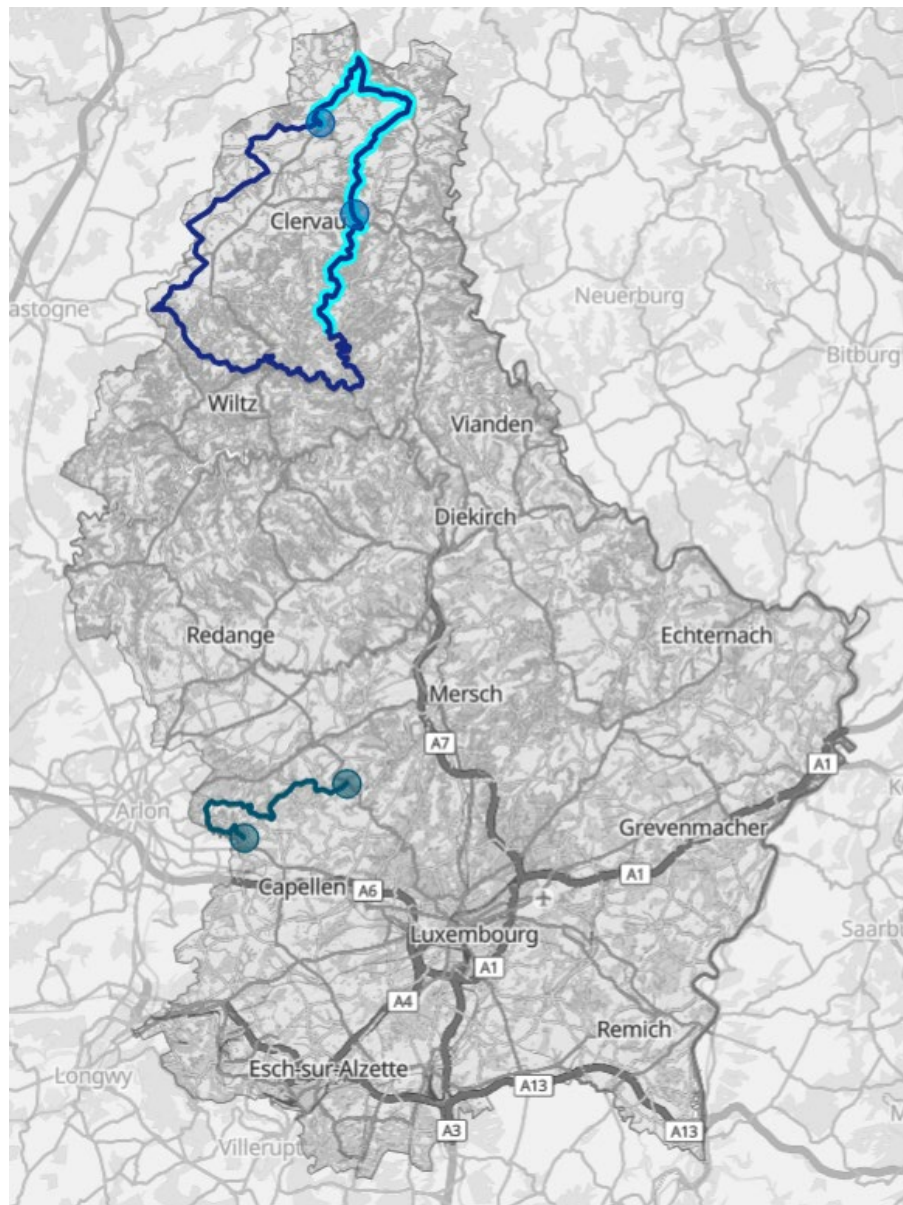 Clervau
Neuerburg
astogne
Bitburg
Wiltz
Vianden
Diekirch
Redange
Echternach
Mersch
A7
A1
Arlon
Grevenmacher
Capellen
A6
A1
Luxembourg
Saarb
A1
A4
Remich
Esch-sur-Alzette
Longwy
A13
A3
A13
Villerupt